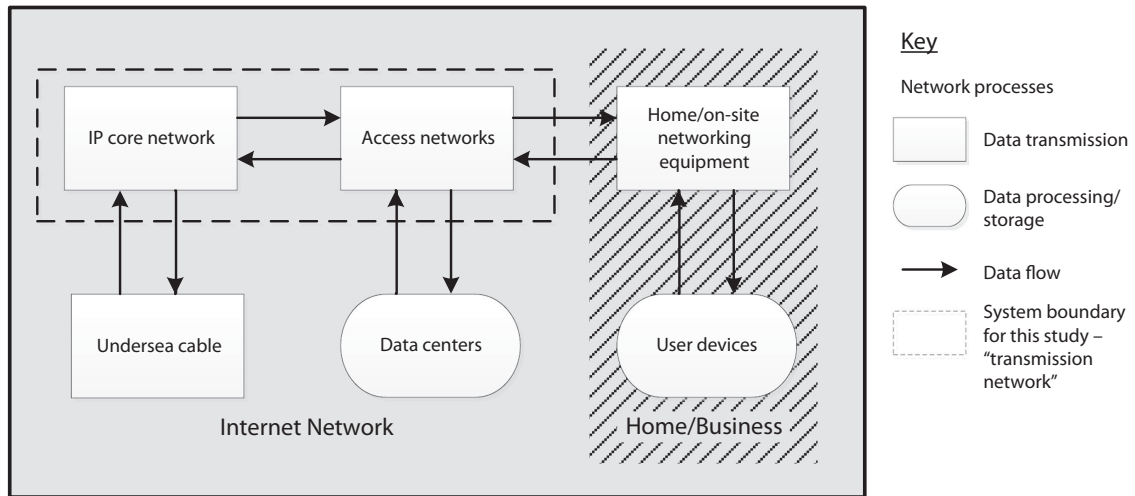 IP core network
Access networks
Home/on-site
networking
equipment
Undersea cable
Data centers
User devices
Internet Network
Home/Business
Key
Network processes
Data transmission
Data processing/
storage
Data flow
System boundary
for this study –
“transmission
network”